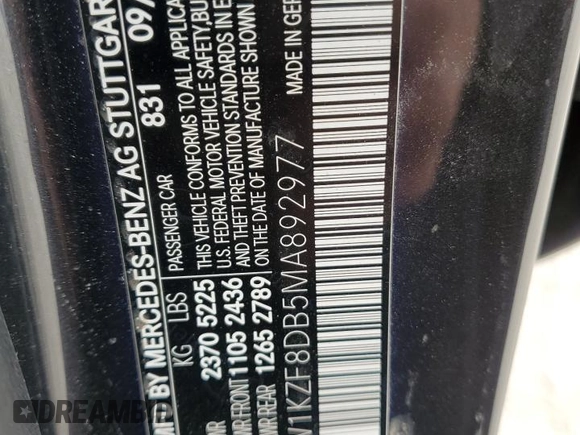 BY MERCEDES-BENZ AG STUTTGAR
831 09/
KG LBS PASSENGER CAR
2370 5225 THIS VEHICLE CONFORMS TO ALL APPLICA
FRONT 1105 2436 U.S. FEDERAL MOTOR VEHICLE SAFETY, BU
REAR 1265 2789 AND THEFT PREVENTION STANDARDS IN E
ON THE DATE OF MANUFACTURE SHOWN
W1KZF8DB5MA892977 MADE IN GER
DREAMBID